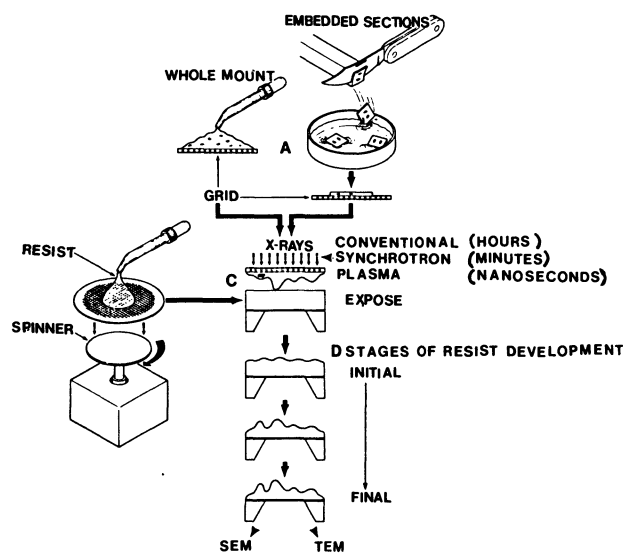 EMBEDDED SECTIONS
WHOLE MOUNT
A
GRID
X-RAYS
CONVENTIONAL (HOURS)
SYNCHROTRON (MINUTES)
PLASMA (NANOSECONDS)
RESIST
C
EXPOSE
SPINNER
D STAGES OF RESIST DEVELOPMENT
INITIAL
FINAL
SEM
TEM